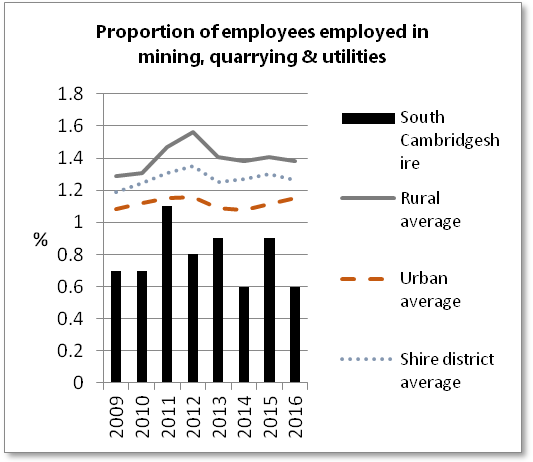 Proportion of employees employed in
mining, quarrying & utilities
1.8
1.6
1.4
1.2
1
0.8
0.6
0.4
0.2
0
%
2009
2010
2011
2012
2013
2014
2015
2016
South
Cambridgesh
ire
Rural
average
Urban
average
Shire district
average